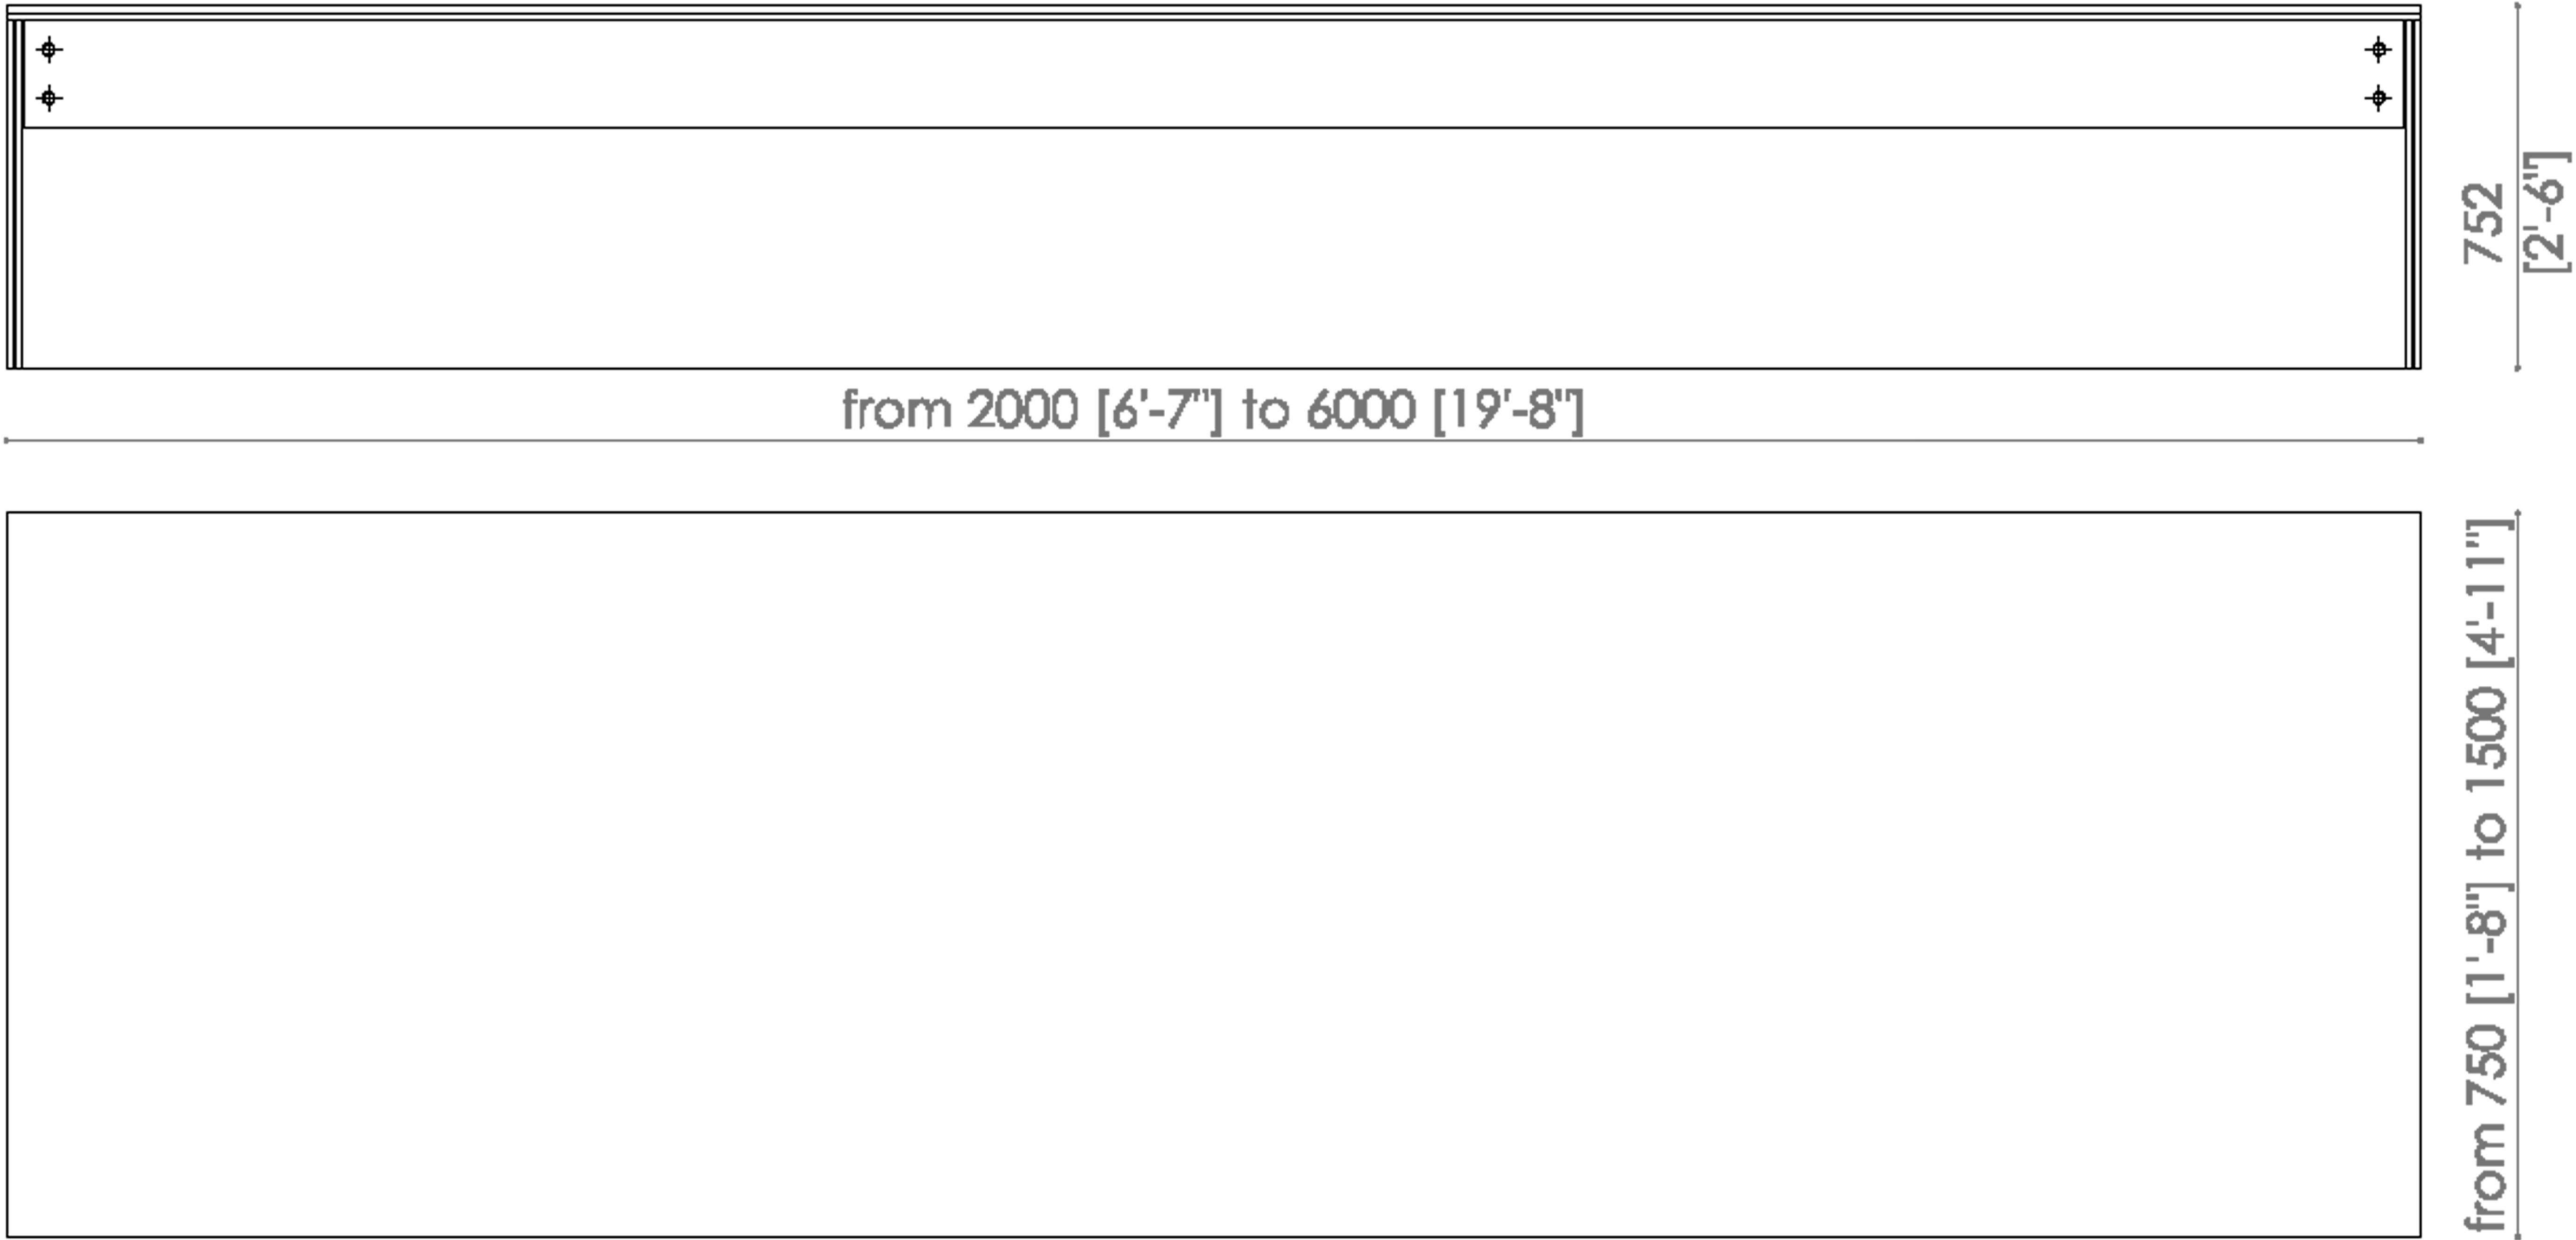 752
[2'-6"]
from 2000 [6'-7"] to 6000 [19'-8"]
from 750 [1'-8"] to 1500 [4'-11"]